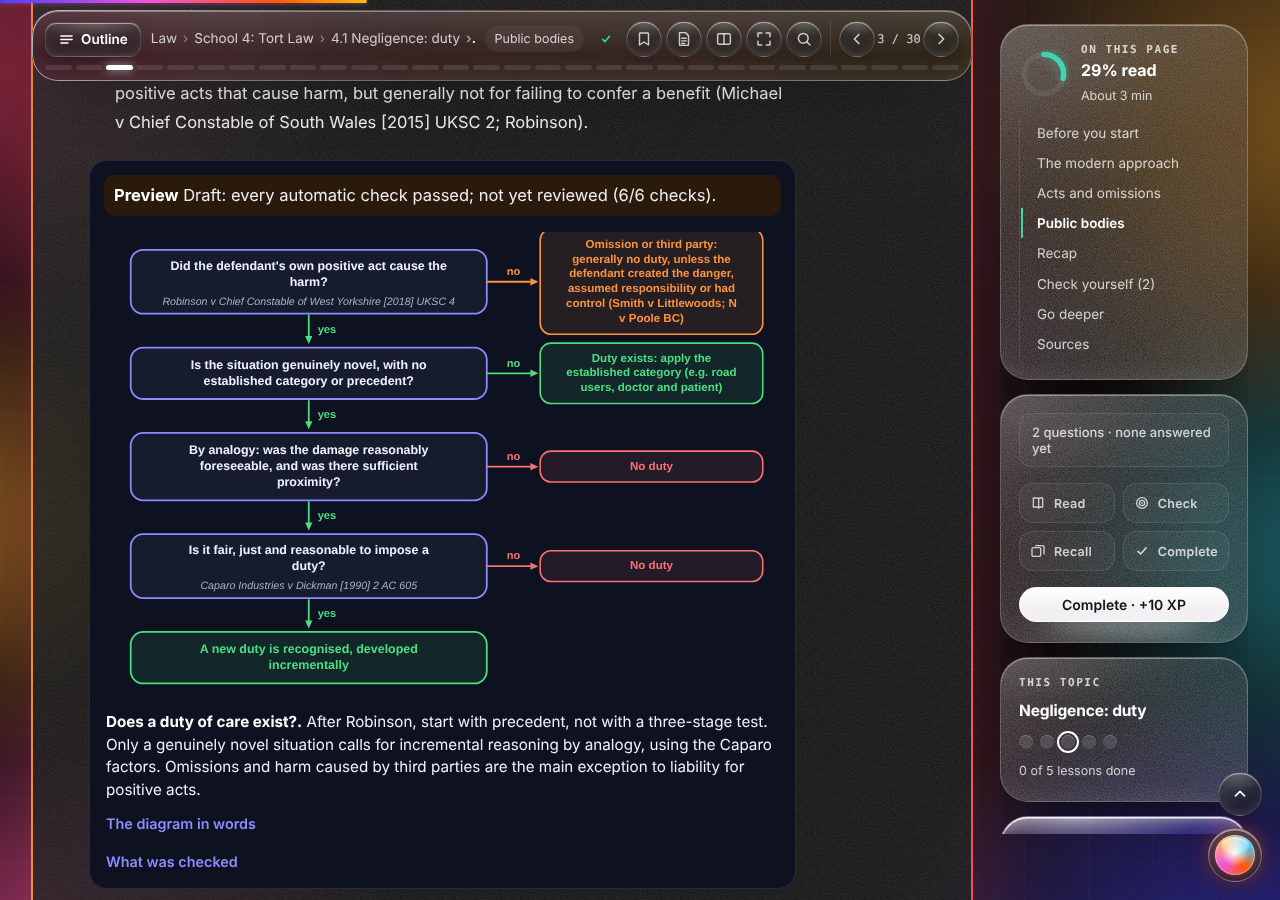 Outline
Law › School 4: Tort Law › 4.1 Negligence: duty ›.
Public bodies
3 / 30
positive acts that cause harm, but generally not for failing to confer a benefit (Michael
v Chief Constable of South Wales [2015] UKSC 2; Robinson).
Preview Draft: every automatic check passed; not yet reviewed (6/6 checks).
Did the defendant's own positive act cause the
harm?
Robinson v Chief Constable of West Yorkshire [2018] UKSC 4
no
Omission or third party:
generally no duty, unless the
defendant created the danger,
assumed responsibility or had
control (Smith v Littlewoods; N
v Poole BC)
yes
Is the situation genuinely novel, with no
established category or precedent?
no
Duty exists: apply the
established category (e.g. road
users, doctor and patient)
yes
By analogy: was the damage reasonably
foreseeable, and was there sufficient
proximity?
no
No duty
yes
Is it fair, just and reasonable to impose a
duty?
Caparo Industries v Dickman [1990] 2 AC 605
no
No duty
yes
A new duty is recognised, developed
incrementally
Does a duty of care exist?. After Robinson, start with precedent, not with a three-stage test.
Only a genuinely novel situation calls for incremental reasoning by analogy, using the Caparo
factors. Omissions and harm caused by third parties are the main exception to liability for
positive acts.
The diagram in words
What was checked
ON THIS PAGE
29% read
About 3 min
Before you start
The modern approach
Acts and omissions
Public bodies
Recap
Check yourself (2)
Go deeper
Sources
2 questions · none answered
yet
Read
Check
Recall
Complete
Complete · +10 XP
THIS TOPIC
Negligence: duty
0 of 5 lessons done